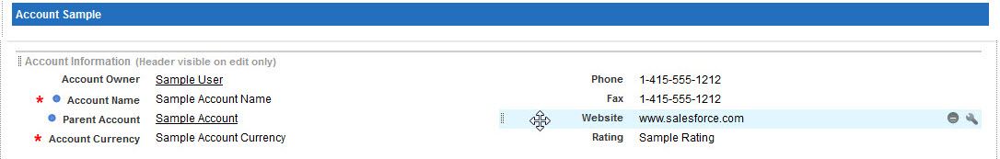 Account Sample
Account Information (Header visible on edit only)
Account Owner Sample User Phone 1-415-555-1212
* Account Name Sample Account Name Fax 1-415-555-1212
Parent Account Sample Account Website www.salesforce.com
* Account Currency Sample Account Currency Rating Sample Rating